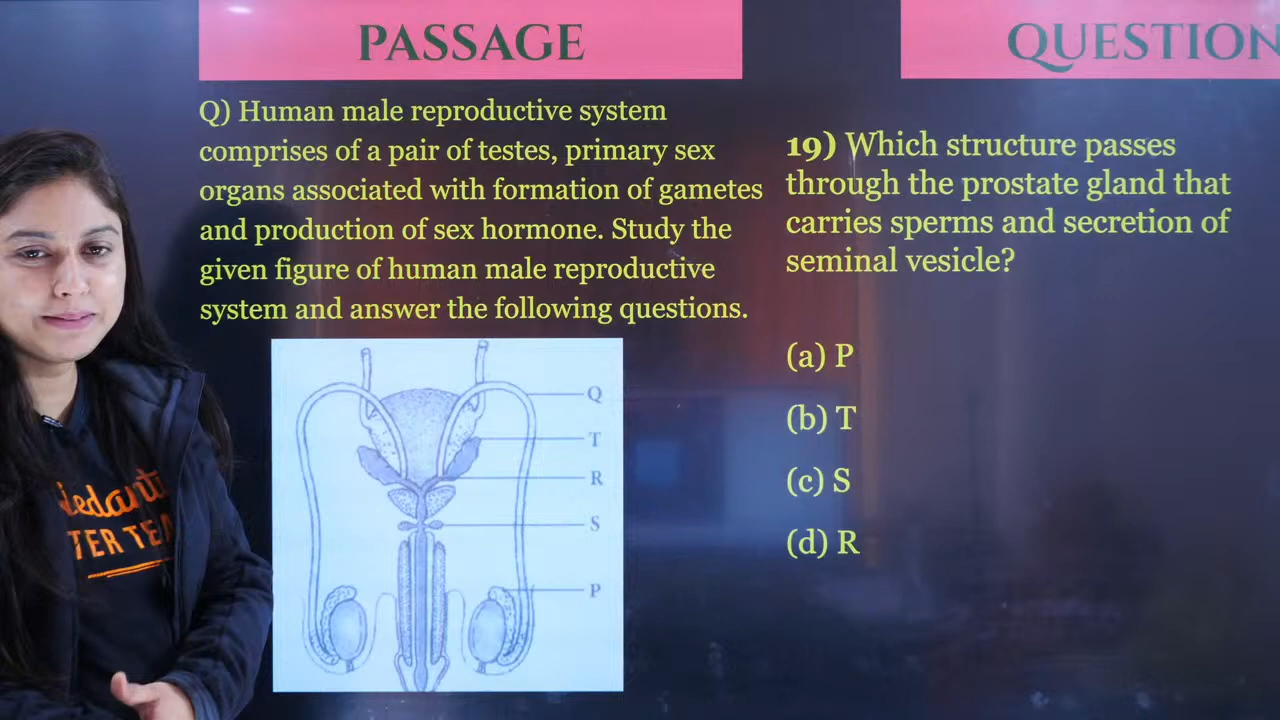 PASSAGE
QUESTION
Q) Human male reproductive system
comprises of a pair of testes, primary sex
organs associated with formation of gametes
and production of sex hormone. Study the
given figure of human male reproductive
system and answer the following questions.
Q
T
R
S
P
19) Which structure passes
through the prostate gland that
carries sperms and secretion of
seminal vesicle?
(a) P
(b) T
(c) S
(d) R